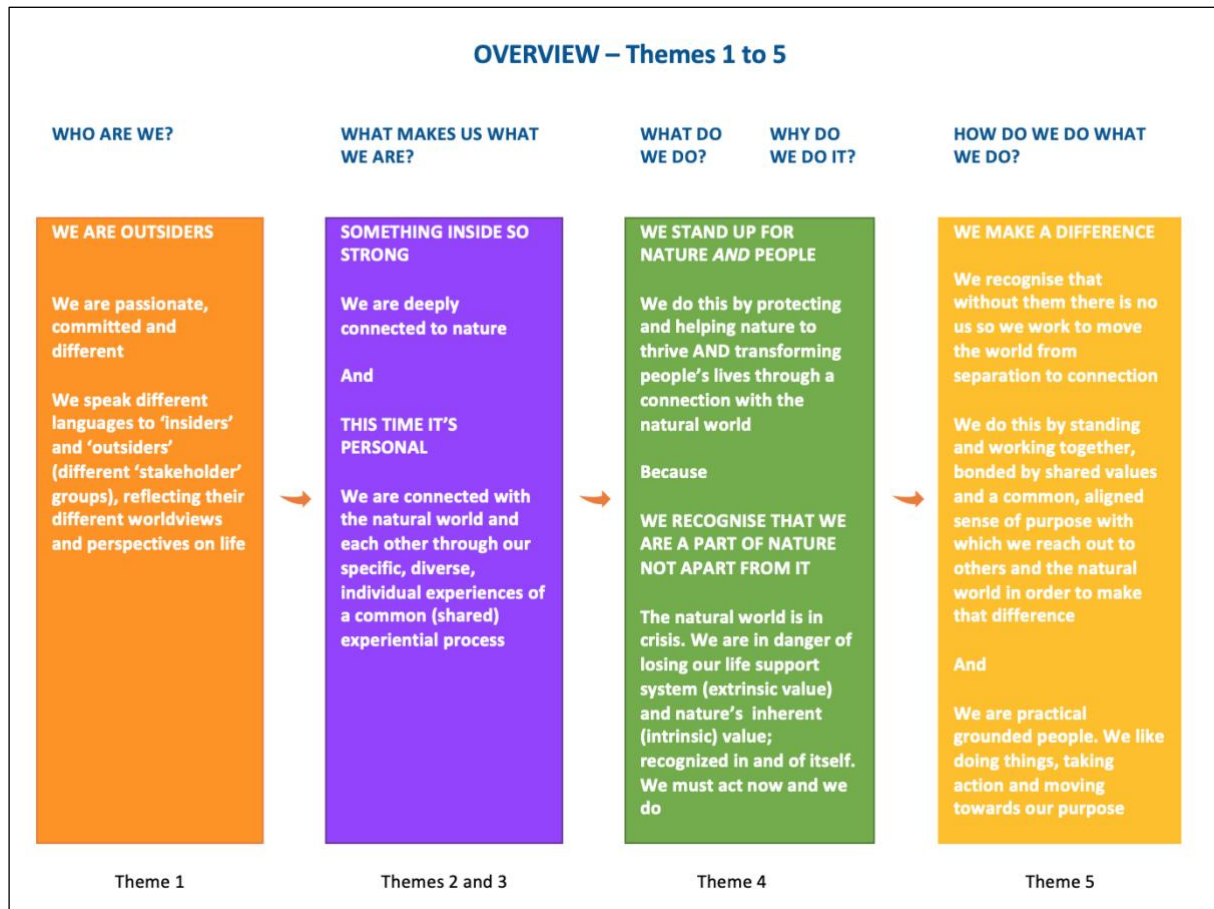 OVERVIEW – Themes 1 to 5
WHO ARE WE?
WE ARE OUTSIDERS
We are passionate,
committed and
different
We speak different
languages to ‘insiders’
and ‘outsiders’
(different ‘stakeholder’
groups), reflecting their
different worldviews
and perspectives on life
Theme 1
WHAT MAKES US WHAT
WE ARE?
SOMETHING INSIDE SO
STRONG
We are deeply
connected to nature
And
THIS TIME IT’S
PERSONAL
We are connected with
the natural world and
each other through our
specific, diverse,
individual experiences of
a common (shared)
experiential process
Themes 2 and 3
WHAT DO
WE DO?
WHY DO
WE DO IT?
WE STAND UP FOR
NATURE AND PEOPLE
We do this by protecting
and helping nature to
thrive AND transforming
people’s lives through a
connection with the
natural world
Because
WE RECOGNISE THAT WE
ARE A PART OF NATURE
NOT APART FROM IT
The natural world is in
crisis. We are in danger of
losing our life support
system (extrinsic value)
and nature’s inherent
(intrinsic) value;
recognized in and of itself.
We must act now and we
do
Theme 4
HOW DO WE DO WHAT
WE DO?
WE MAKE A DIFFERENCE
We recognise that
without them there is no
us so we work to move
the world from
separation to connection
We do this by standing
and working together,
bonded by shared values
and a common, aligned
sense of purpose with
which we reach out to
others and the natural
world in order to make
that difference
And
We are practical
grounded people. We like
doing things, taking
action and moving
towards our purpose
Theme 5